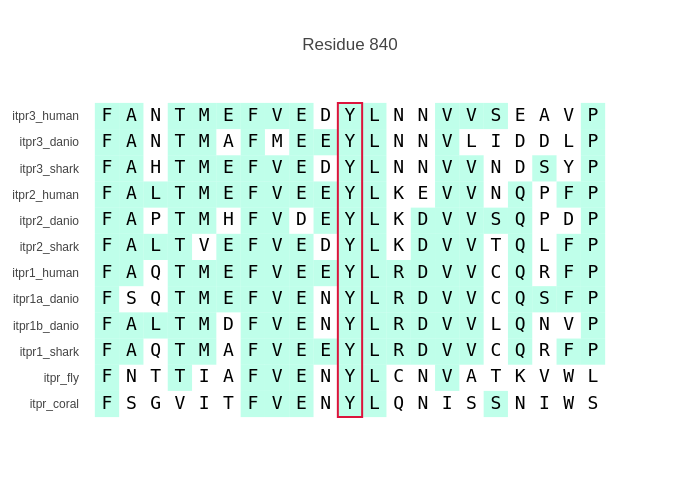 Residue 840
itpr3_human F A N T M E F V E D Y L N N V V S E A V P
itpr3_danio F A N T M A F M E E Y L N N V L I D D L P
itpr3_shark F A H T M E F V E D Y L N N V V N D S Y P
itpr2_human F A L T M E F V E E Y L K E V V N Q P F P
itpr2_danio F A P T M H F V D E Y L K D V V S Q P D P
itpr2_shark F A L T V E F V E D Y L K D V V T Q L F P
itpr1_human F A Q T M E F V E E Y L R D V V C Q R F P
itpr1a_danio F S Q T M E F V E N Y L R D V V C Q S F P
itpr1b_danio F A L T M D F V E N Y L R D V V L Q N V P
itpr1_shark F A Q T M A F V E E Y L R D V V C Q R F P
itpr_fly F N T T I A F V E N Y L C N V A T K V W L
itpr_coral F S G V I T F V E N Y L Q N I S S N I W S